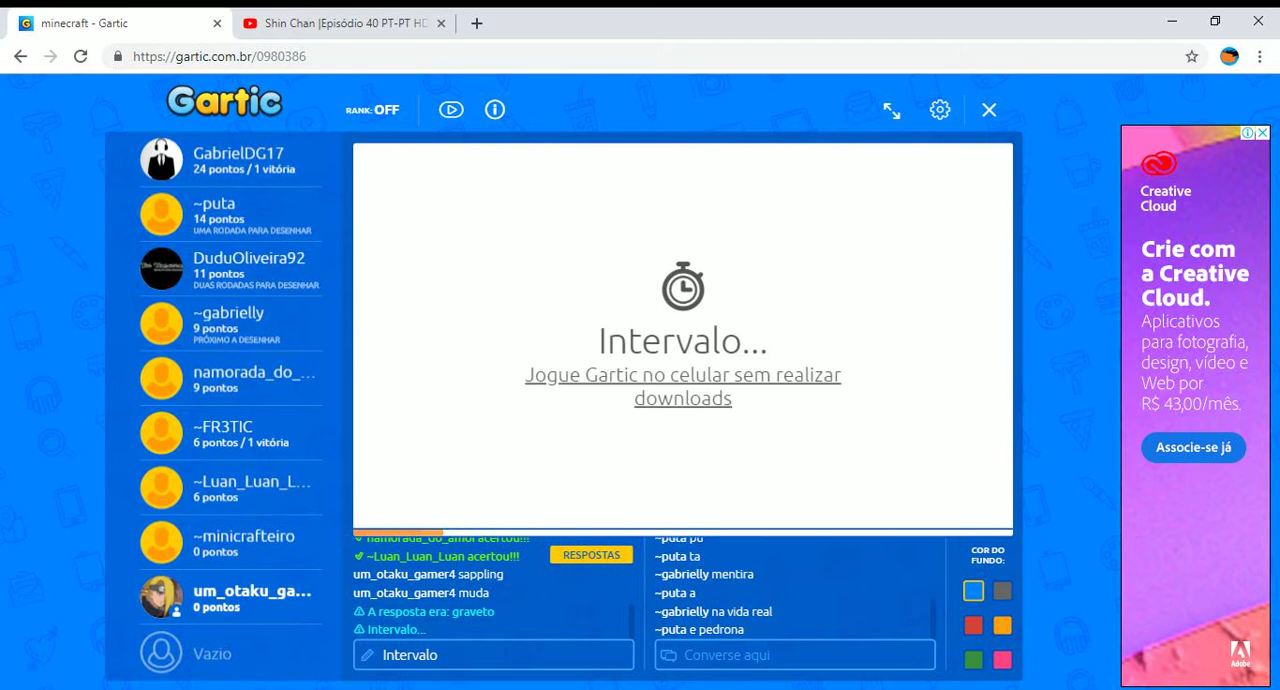 minecraft - Gartic
Shin Chan |Episódio 40 PT-PT HD
https://gartic.com.br/0980386
Gartic
RANK: OFF
GabrielDG17
24 pontos / 1 vitória
~puta
14 pontos
UMA RODADA PARA DESENHAR
DuduOliveira92
11 pontos
DUAS RODADAS PARA DESENHAR
~gabrielly
9 pontos
PRÓXIMO A DESENHAR
namorada_do_...
9 pontos
~FR3TIC
6 pontos / 1 vitória
~Luan_Luan_L...
6 pontos
~minicrafteiro
0 pontos
um_otaku_ga...
0 pontos
Vazio
Intervalo...
Jogue Gartic no celular sem realizar
downloads
namorada_do_amor acertou!!!
~Luan_Luan_Luan acertou!!!
RESPOSTAS
um_otaku_gamer4 sappling
um_otaku_gamer4 muda
A resposta era: graveto
Intervalo...
Intervalo
~puta pu
~puta ta
~gabrielly mentira
~puta a
~gabrielly na vida real
~puta e pedrona
Converse aqui
COR DO
FUNDO:
Creative
Cloud
Crie com
a Creative
Cloud.
Aplicativos
para fotografia,
design, vídeo e
Web por
R$ 43,00/mês.
Associe-se já
Adobe